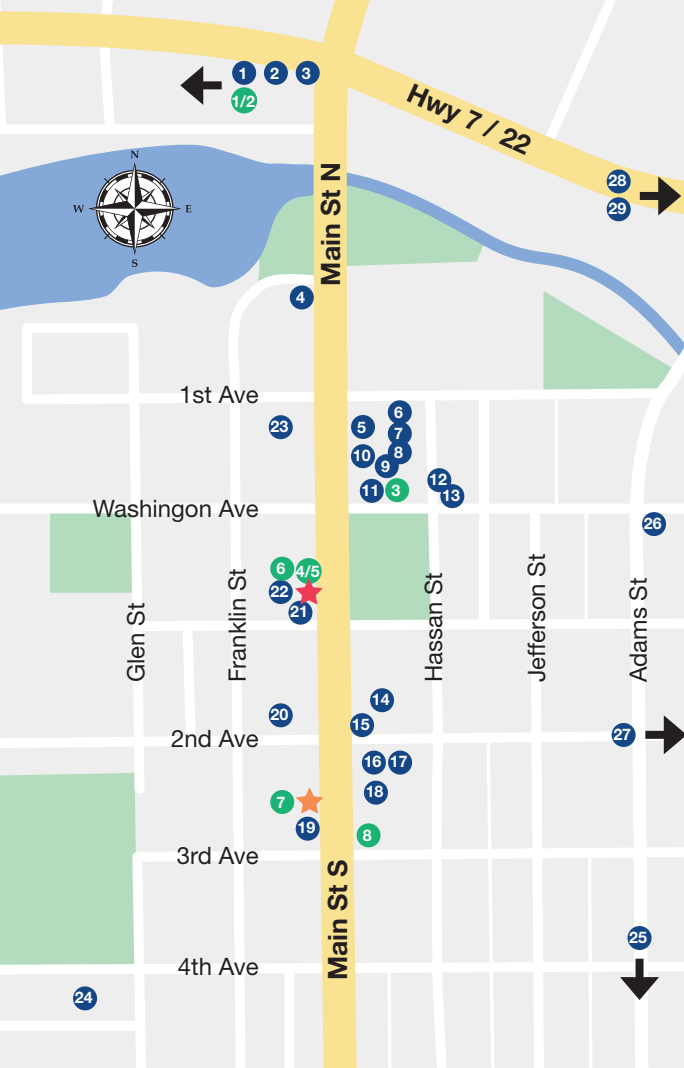 1 2 3
1/2
Hwy 7 / 22
28
29
N
W E
S
Main St N
4
1st Ave
23
5
6
7
8
10
9
11
3
12
13
Washingon Ave
26
6
4/5
22
21
Glen St
Franklin St
Hassan St
Jefferson St
Adams St
14
20
15
2nd Ave
27
16 17
18
7
19
8
3rd Ave
Main St S
25
4th Ave
24